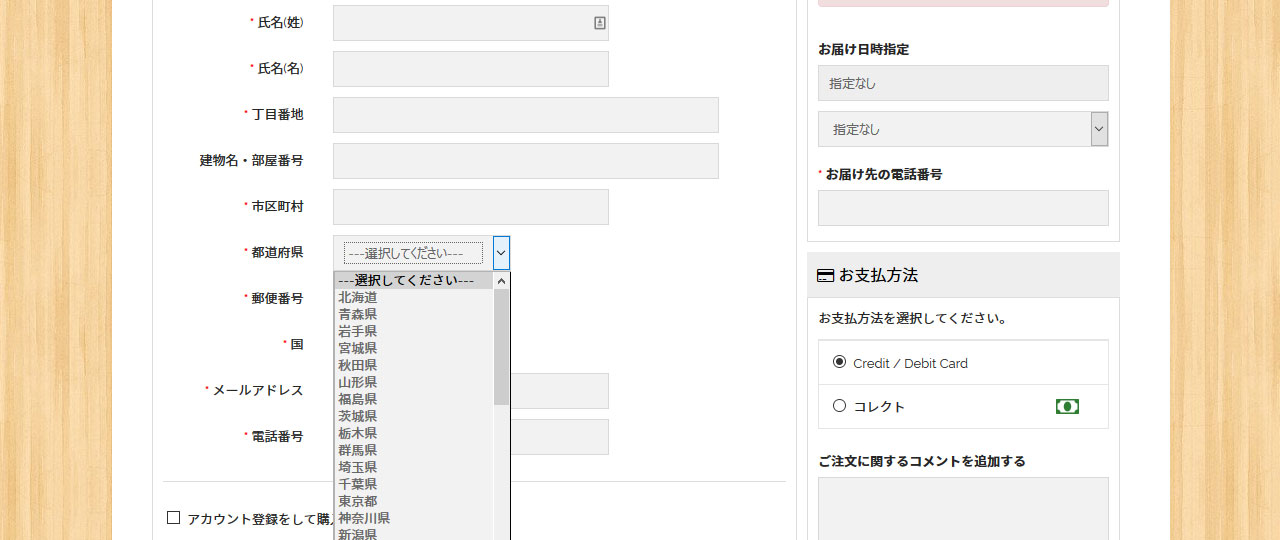 * 氏名(姓)
* 氏名(名)
* 丁目番地
建物名・部屋番号
* 市区町村
* 都道府県
---選択してください---
---選択してください---
北海道
青森県
岩手県
宮城県
秋田県
山形県
福島県
茨城県
栃木県
群馬県
埼玉県
千葉県
東京都
神奈川県
新潟県
* 郵便番号
* 国
* メールアドレス
* 電話番号
アカウント登録をして購
お届け日時指定
指定なし
指定なし
* お届け先の電話番号
お支払方法
お支払方法を選択してください。
Credit / Debit Card
コレクト
ご注文に関するコメントを追加する